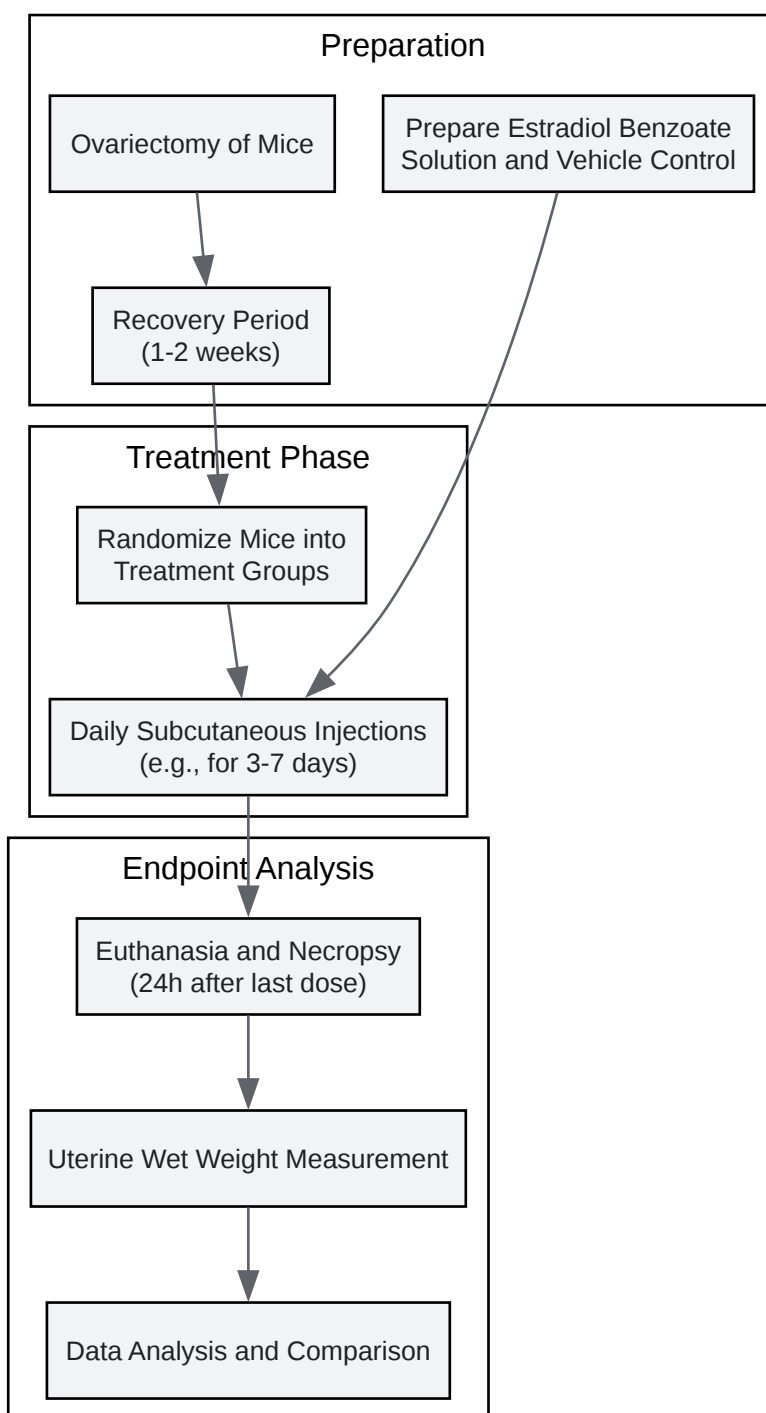 Preparation
Ovariectomy of Mice
Prepare Estradiol Benzoate
Solution and Vehicle Control
Recovery Period
(1-2 weeks)
Treatment Phase
Randomize Mice into
Treatment Groups
Daily Subcutaneous Injections
(e.g., for 3-7 days)
Endpoint Analysis
Euthanasia and Necropsy
(24h after last dose)
Uterine Wet Weight Measurement
Data Analysis and Comparison